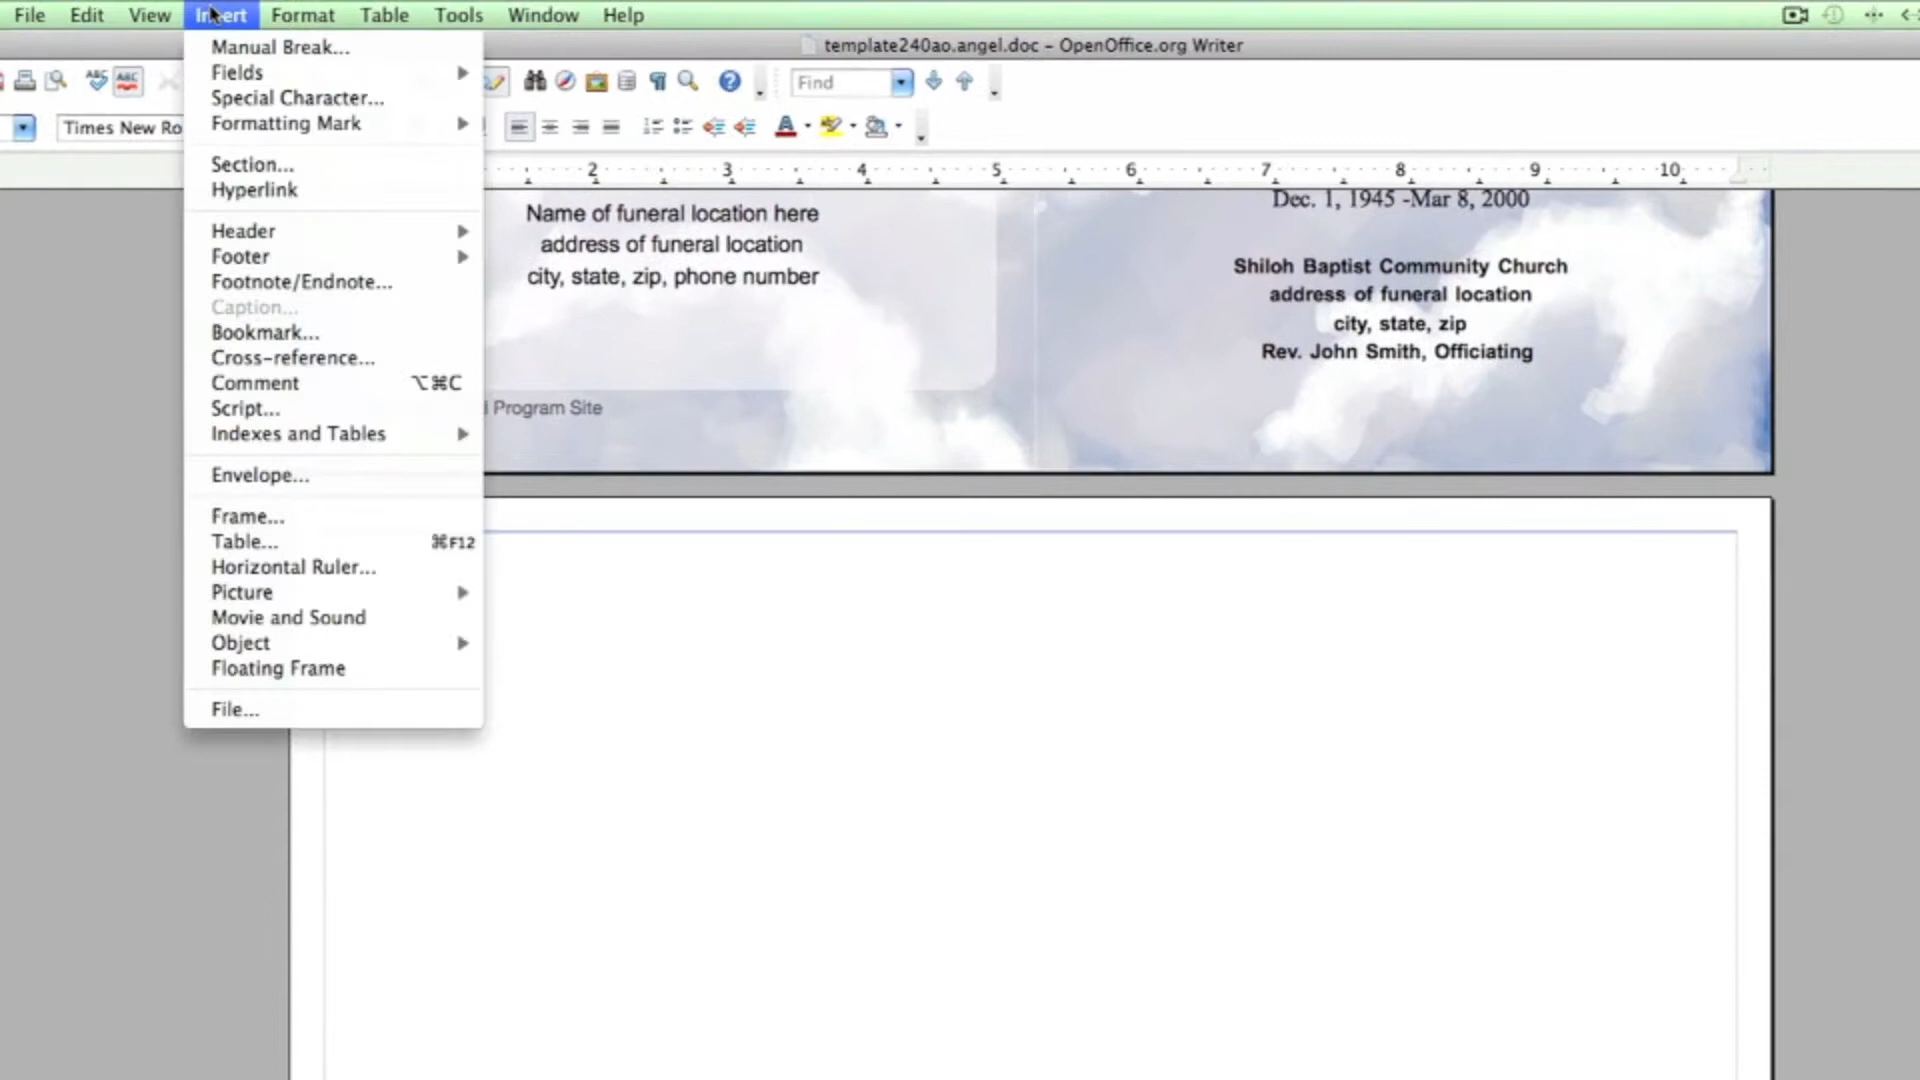 File Edit View Insert Format Table Tools Window Help
template240ao.angel.doc – OpenOffice.org Writer
Manual Break...
Fields
Special Character...
Formatting Mark
Section...
Hyperlink
Header
Footer
Footnote/Endnote...
Caption...
Bookmark...
Cross-reference...
Comment ⌥⌘C
Script...
Indexes and Tables
Envelope...
Frame...
Table... ⌘F12
Horizontal Ruler...
Picture
Movie and Sound
Object
Floating Frame
File...
ABC ABC
Find
Times New Ro
A
2 3 4 5 6 7 8 9 10
Name of funeral location here
address of funeral location
city, state, zip, phone number
Program Site
Dec. 1, 1945 -Mar 8, 2000
Shiloh Baptist Community Church
address of funeral location
city, state, zip
Rev. John Smith, Officiating